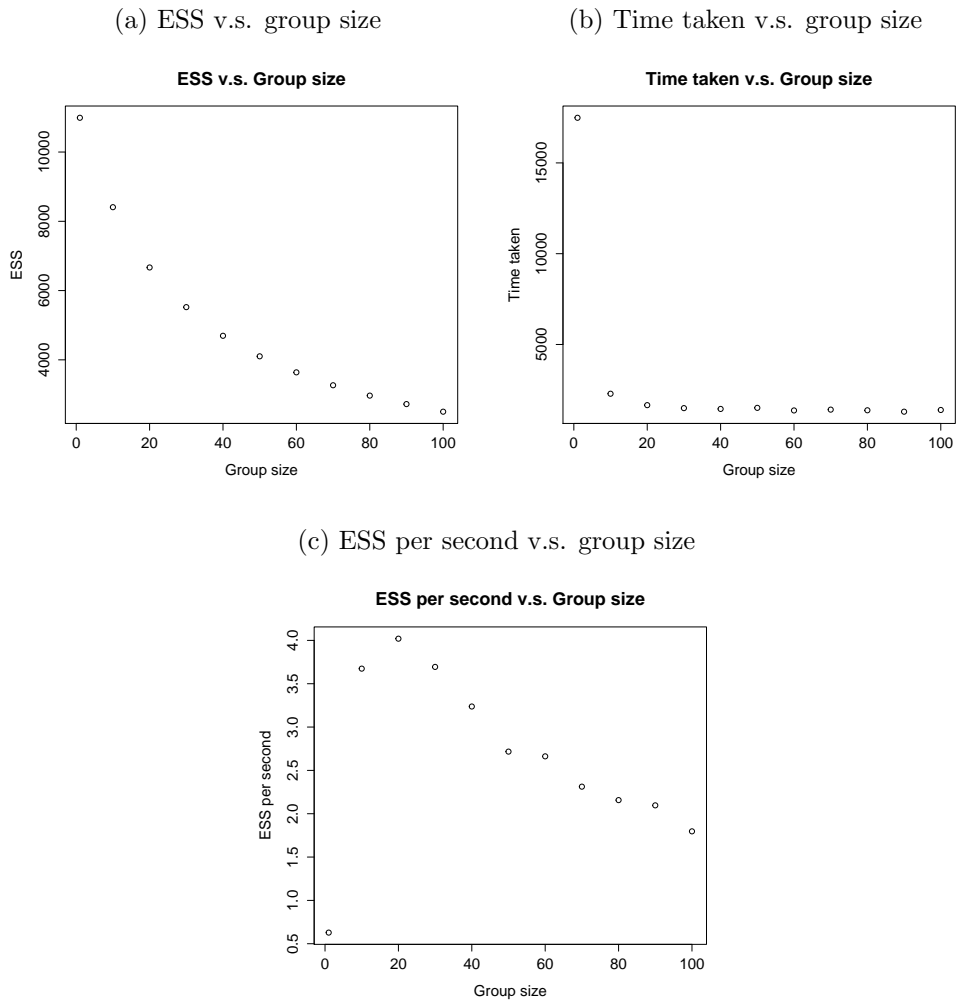 (a) ESS v.s. group size
ESS v.s. Group size
ESS
4000 6000 8000 10000
0 20 40 60 80 100
Group size
(b) Time taken v.s. group size
Time taken v.s. Group size
Time taken
5000 10000 15000
0 20 40 60 80 100
Group size
(c) ESS per second v.s. group size
ESS per second v.s. Group size
ESS per second
0.5 1.0 1.5 2.0 2.5 3.0 3.5 4.0
0 20 40 60 80 100
Group size